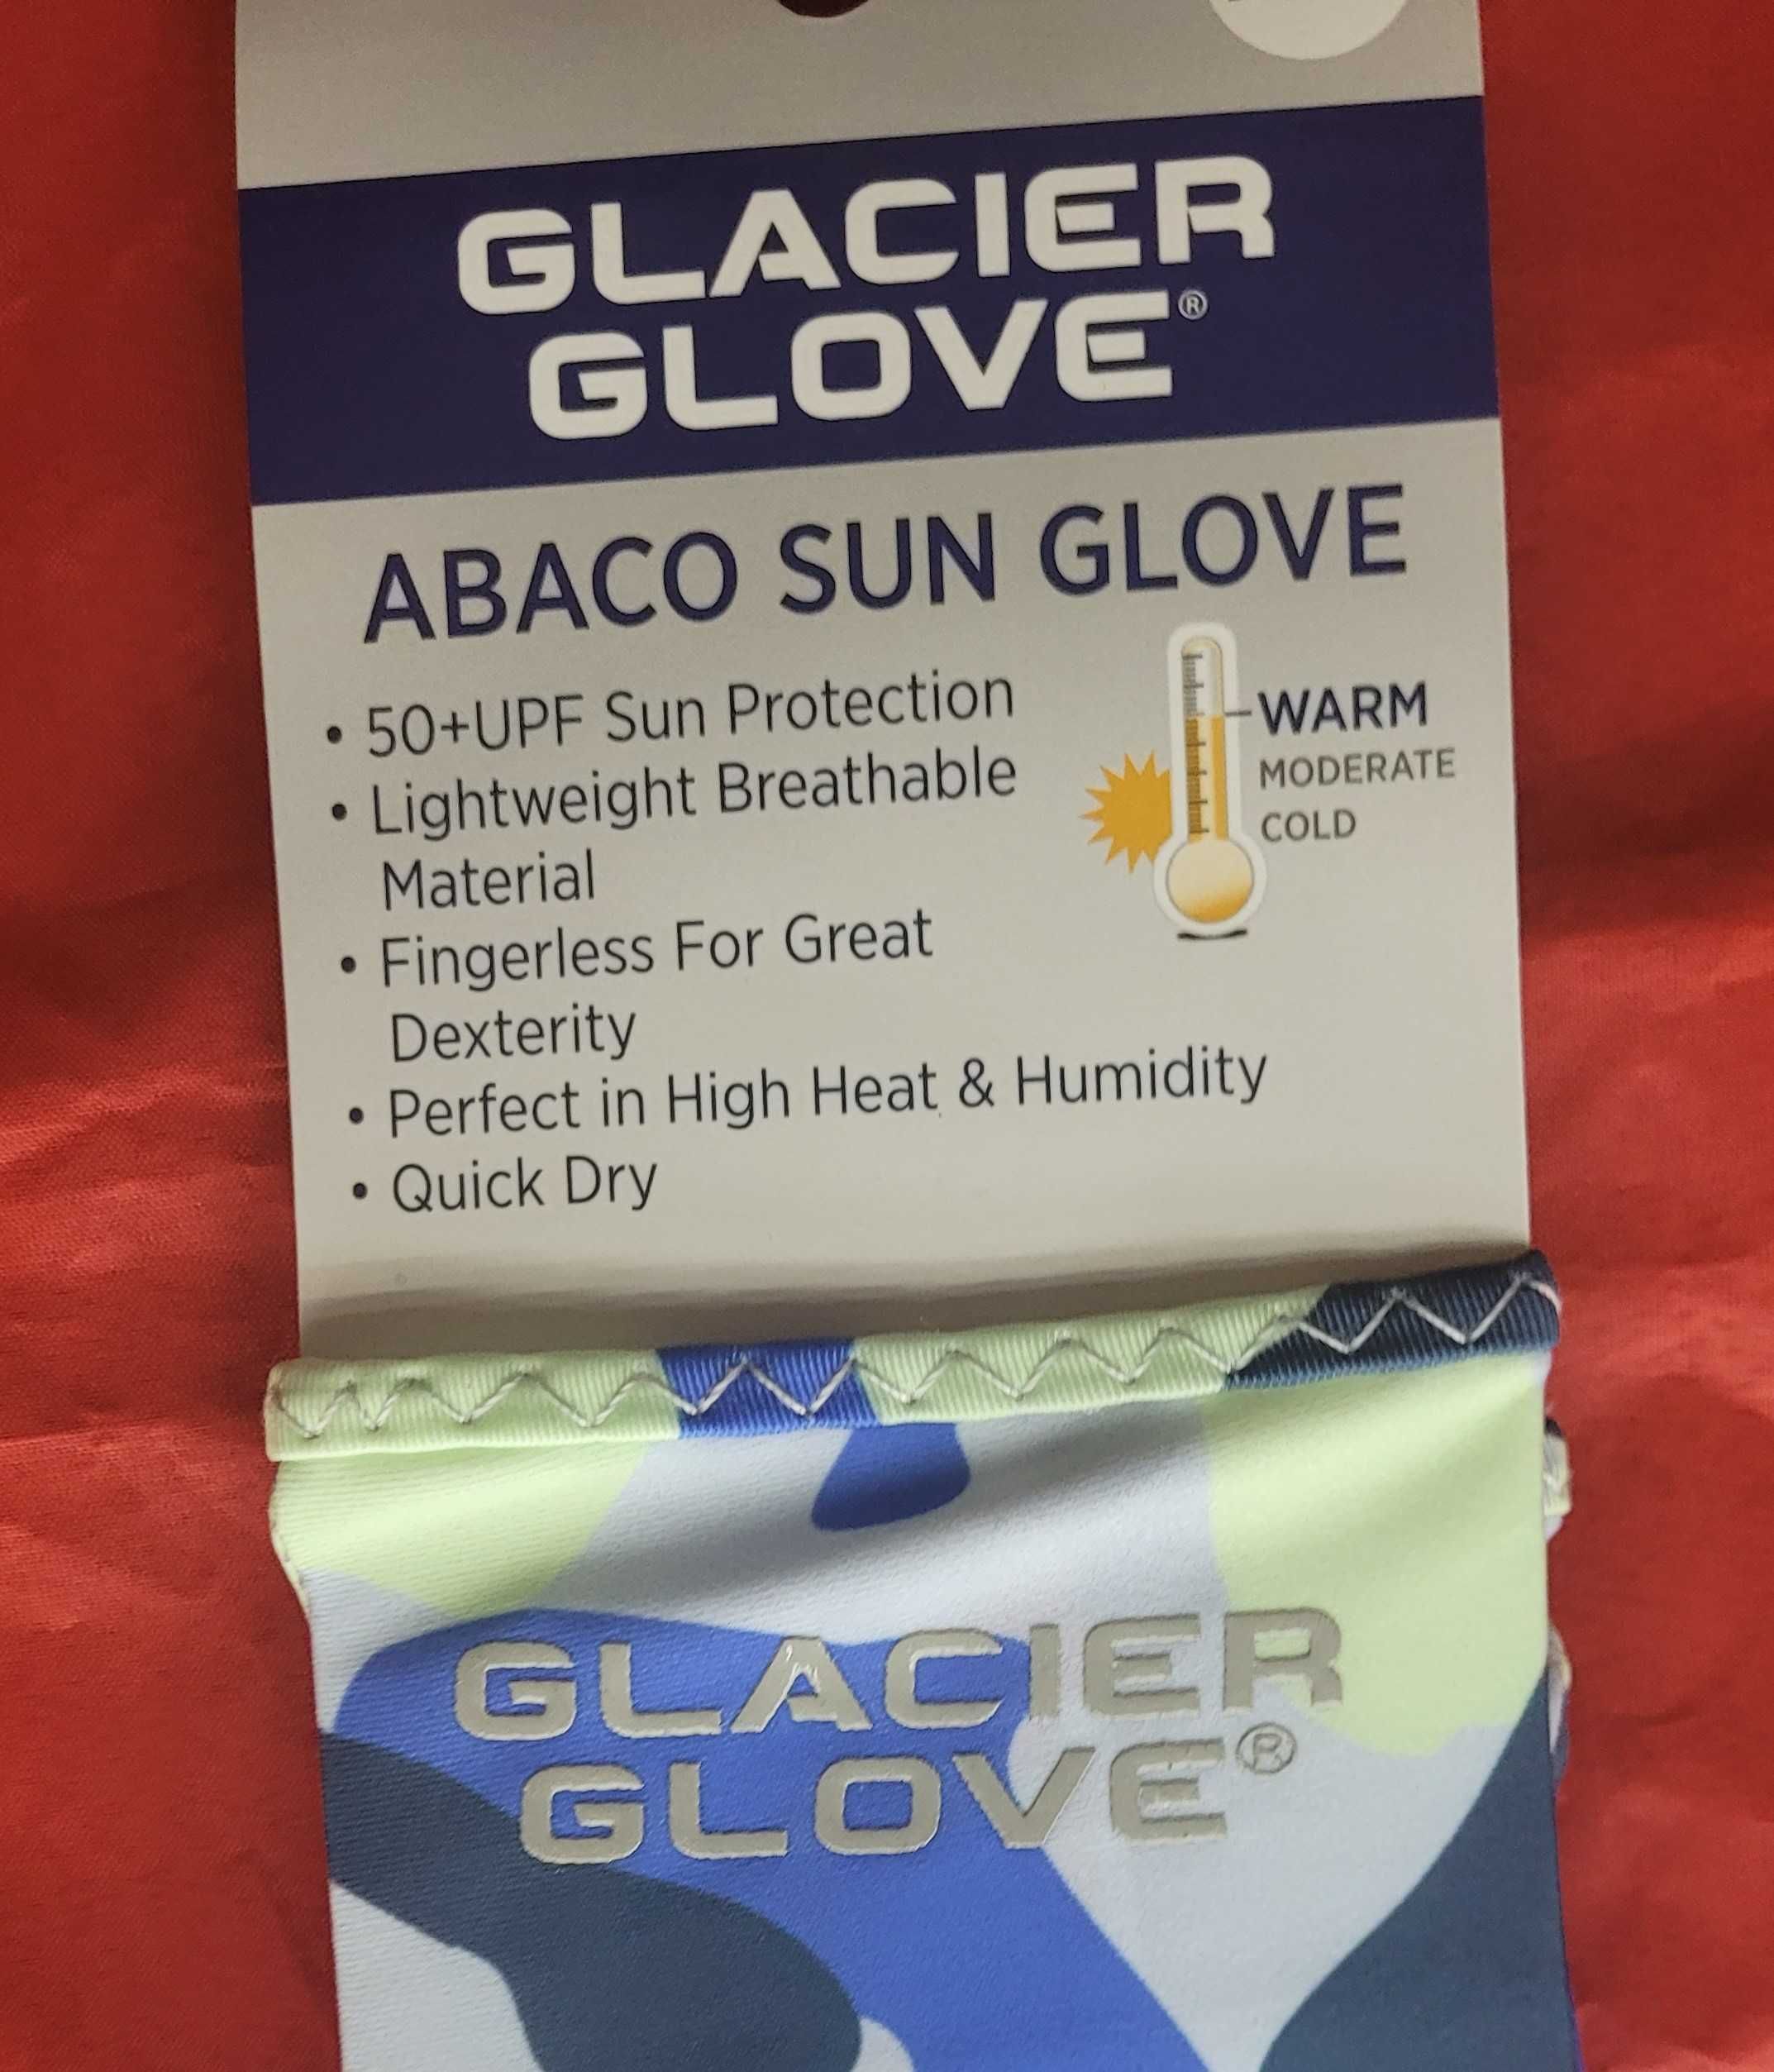 GLACIER
GLOVE®
ABACO SUN GLOVE
• 50+UPF Sun Protection
• Lightweight Breathable
Material
• Fingerless For Great
Dexterity
• Perfect in High Heat & Humidity
• Quick Dry
WARM
MODERATE
COLD
GLACIER
GLOVE®